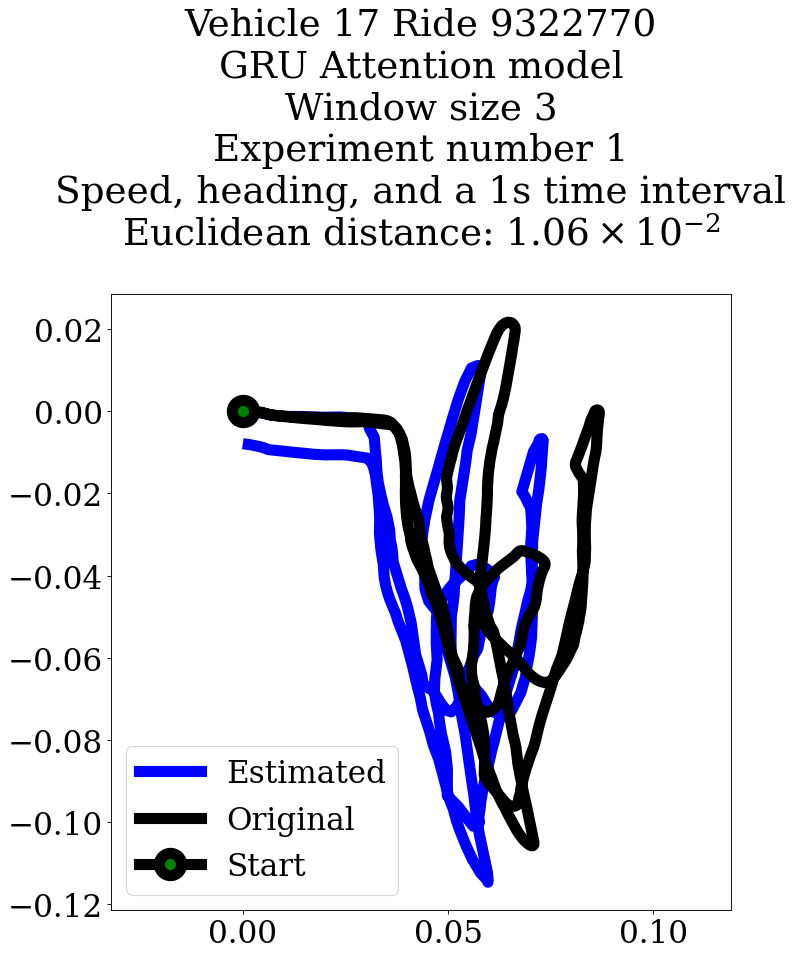 Vehicle 17 Ride 9322770
GRU Attention model
Window size 3
Experiment number 1
Speed, heading, and a 1s time interval
Euclidean distance: 1.06 × 10⁻²
0.02
0.00
−0.02
−0.04
−0.06
−0.08
−0.10
−0.12
Estimated
Original
Start
0.00 0.05 0.10